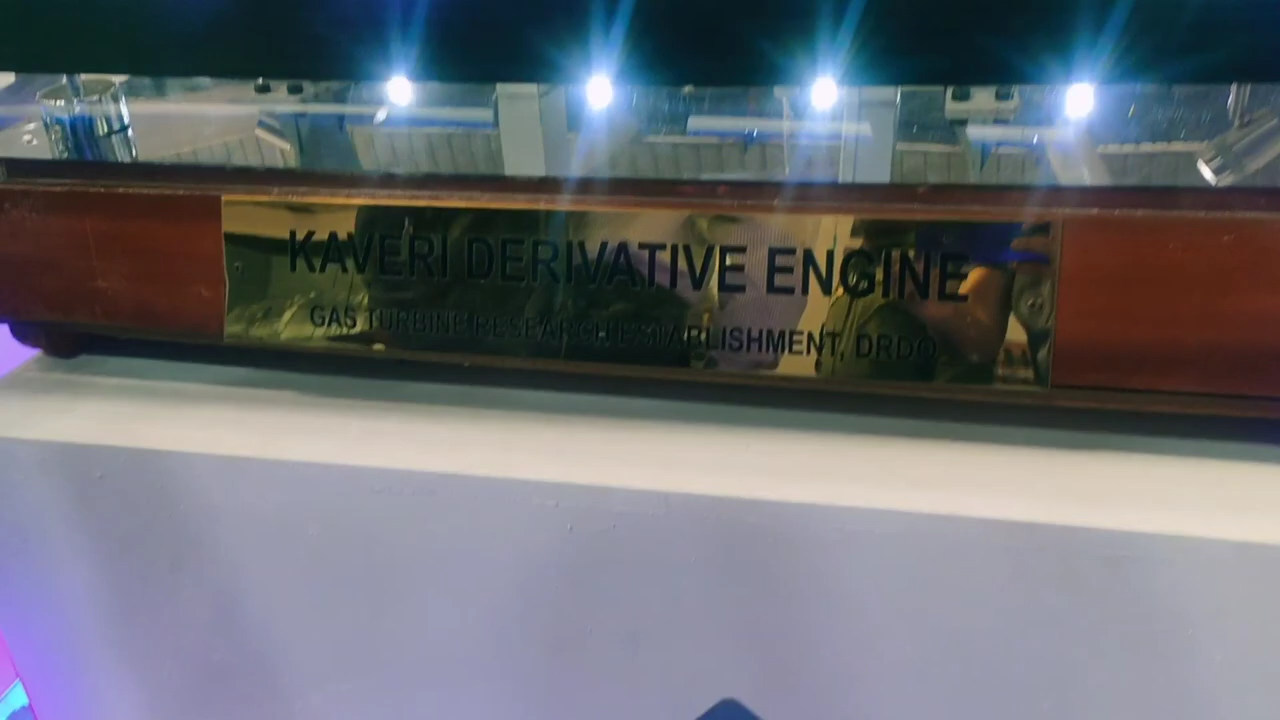 KAVERI DERIVATIVE ENGINE
GAS TURBINE RESEARCH ESTABLISHMENT, DRDO